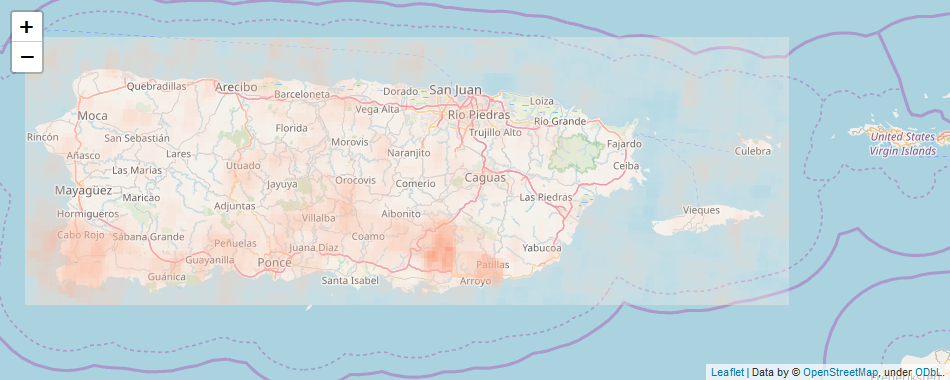 +
−
Quebradillas
Arecibo
Barceloneta
Dorado
San Juan
Vega Alta
Loíza
Moca
Río Piedras
Río Grande
Rincón
San Sebastián
Florida
Trujillo Alto
Fajardo
United States
Virgin Islands
Añasco
Lares
Morovis
Naranjito
Culebra
Las Marías
Utuado
Ceiba
Mayagüez
Maricao
Jayuya
Orocovis
Comerio
Caguas
Hormigueros
Adjuntas
Villalba
Aibonito
Las Piedras
Vieques
Cabo Rojo
Sábana Grande
Peñuelas
Juana Díaz
Coamo
Yabucoa
Guayanilla
Ponce
Patillas
Guánica
Santa Isabel
Arroyo
Leaflet | Data by © OpenStreetMap, under ODbL.